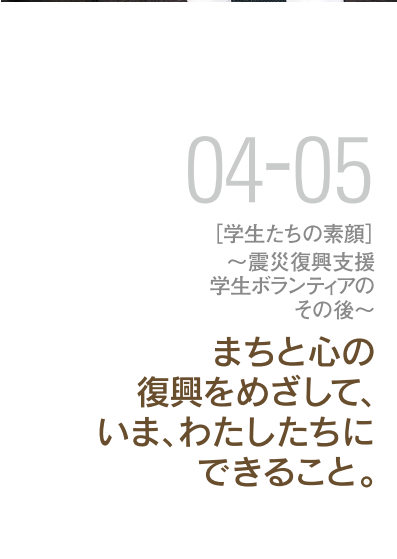 04-05
［学生たちの素顔］
～震災復興支援
学生ボランティアの
その後～
まちと心の
復興をめざして、
いま、わたしたちに
できること。